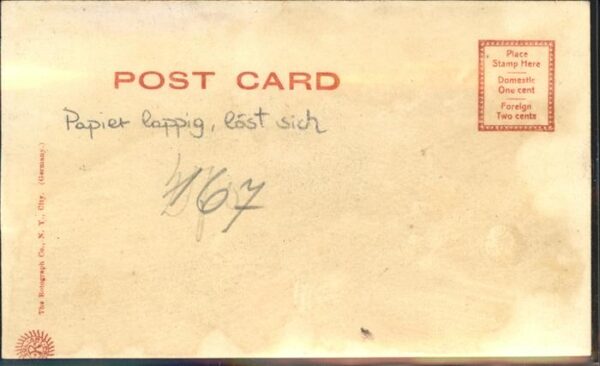 Place
Stamp Here
Domestic
One cent
Foreign
Two cents
POST CARD
Papier lappig, löst sich
167
The Rotograph Co., N. Y., City. (Germany.)